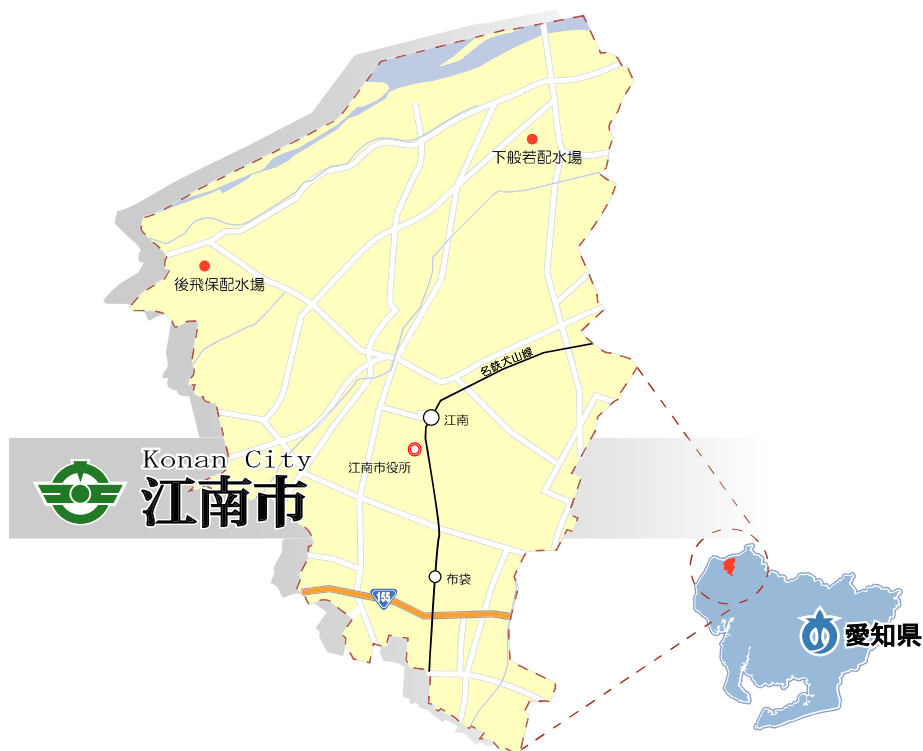 下般若配水場
後飛保配水場
名鉄犬山線
江南
江南市役所
Konan City
江南市
布袋
155
愛知県